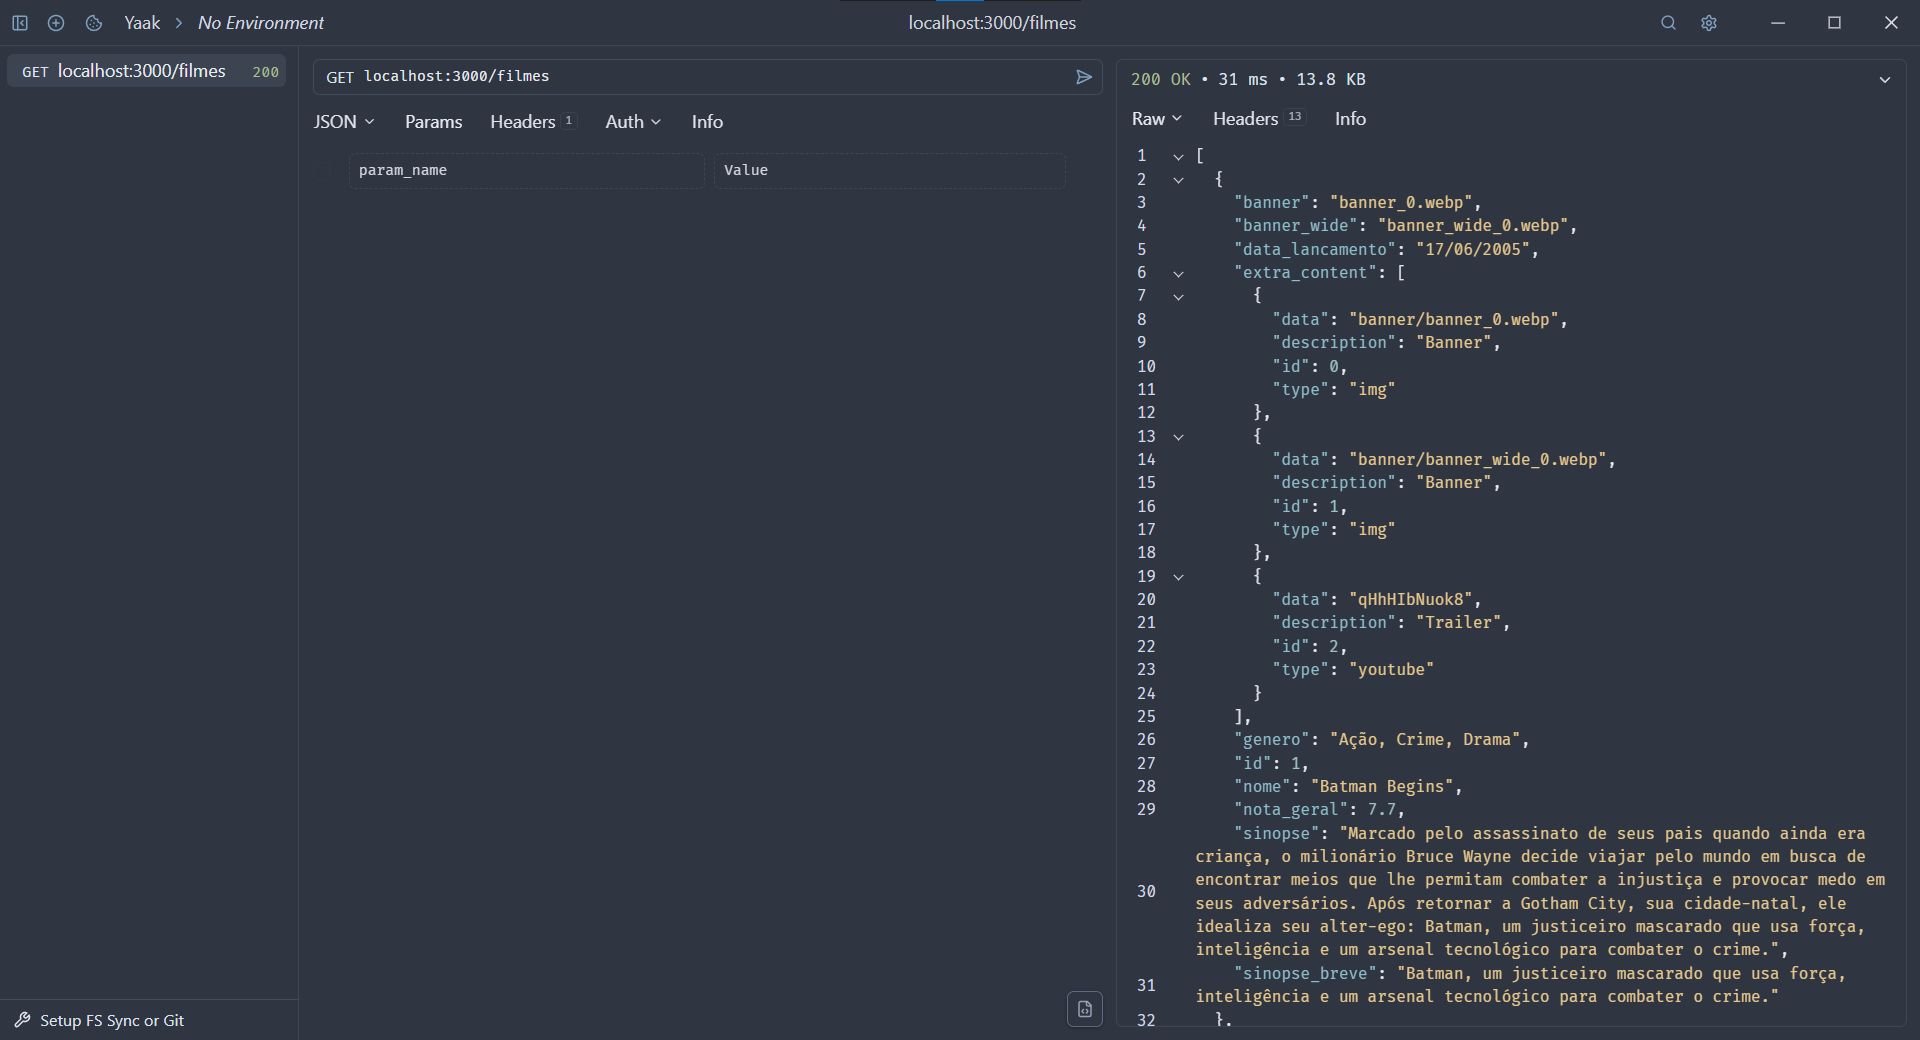 Yaak > No Environment
localhost:3000/filmes
GET localhost:3000/filmes 200
Setup FS Sync or Git
GET localhost:3000/filmes
JSON Params Headers 1 Auth Info
param_name Value
200 OK • 31 ms • 13.8 KB
Raw Headers 13 Info
1 [
2 {
3 "banner": "banner_0.webp",
4 "banner_wide": "banner_wide_0.webp",
5 "data_lancamento": "17/06/2005",
6 "extra_content": [
7 {
8 "data": "banner/banner_0.webp",
9 "description": "Banner",
10 "id": 0,
11 "type": "img"
12 },
13 {
14 "data": "banner/banner_wide_0.webp",
15 "description": "Banner",
16 "id": 1,
17 "type": "img"
18 },
19 {
20 "data": "qHhHIbNuok8",
21 "description": "Trailer",
22 "id": 2,
23 "type": "youtube"
24 }
25 ],
26 "genero": "Ação, Crime, Drama",
27 "id": 1,
28 "nome": "Batman Begins",
29 "nota_geral": 7.7,
"sinopse": "Marcado pelo assassinato de seus pais quando ainda era
criança, o milionário Bruce Wayne decide viajar pelo mundo em busca de
30 encontrar meios que lhe permitam combater a injustiça e provocar medo em
seus adversários. Após retornar a Gotham City, sua cidade-natal, ele
idealiza seu alter-ego: Batman, um justiceiro mascarado que usa força,
inteligência e um arsenal tecnológico para combater o crime.",
31 "sinopse_breve": "Batman, um justiceiro mascarado que usa força,
inteligência e um arsenal tecnológico para combater o crime."
32 },